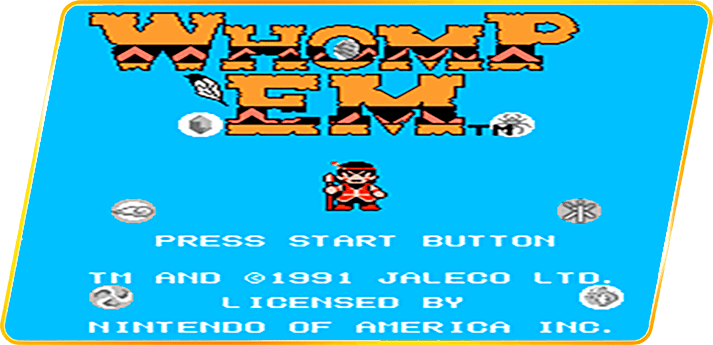 WHOMP
'EM TM
PRESS START BUTTON
TM AND ©1991 JALECO LTD.
LICENSED BY
NINTENDO OF AMERICA INC.